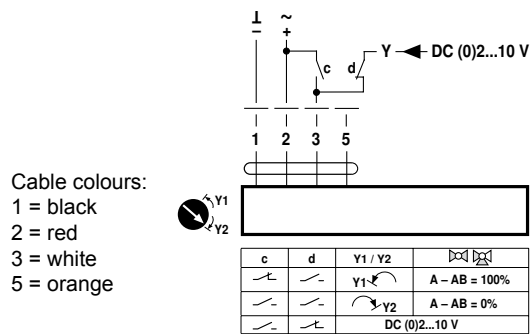 ⊥ ~
– +
c d Y DC (0)2...10 V
1 2 3 5
Cable colours:
1 = black
2 = red
3 = white
5 = orange
Y1
Y2
c d Y1 / Y2
Y1 A – AB = 100%
Y2 A – AB = 0%
DC (0)2...10 V